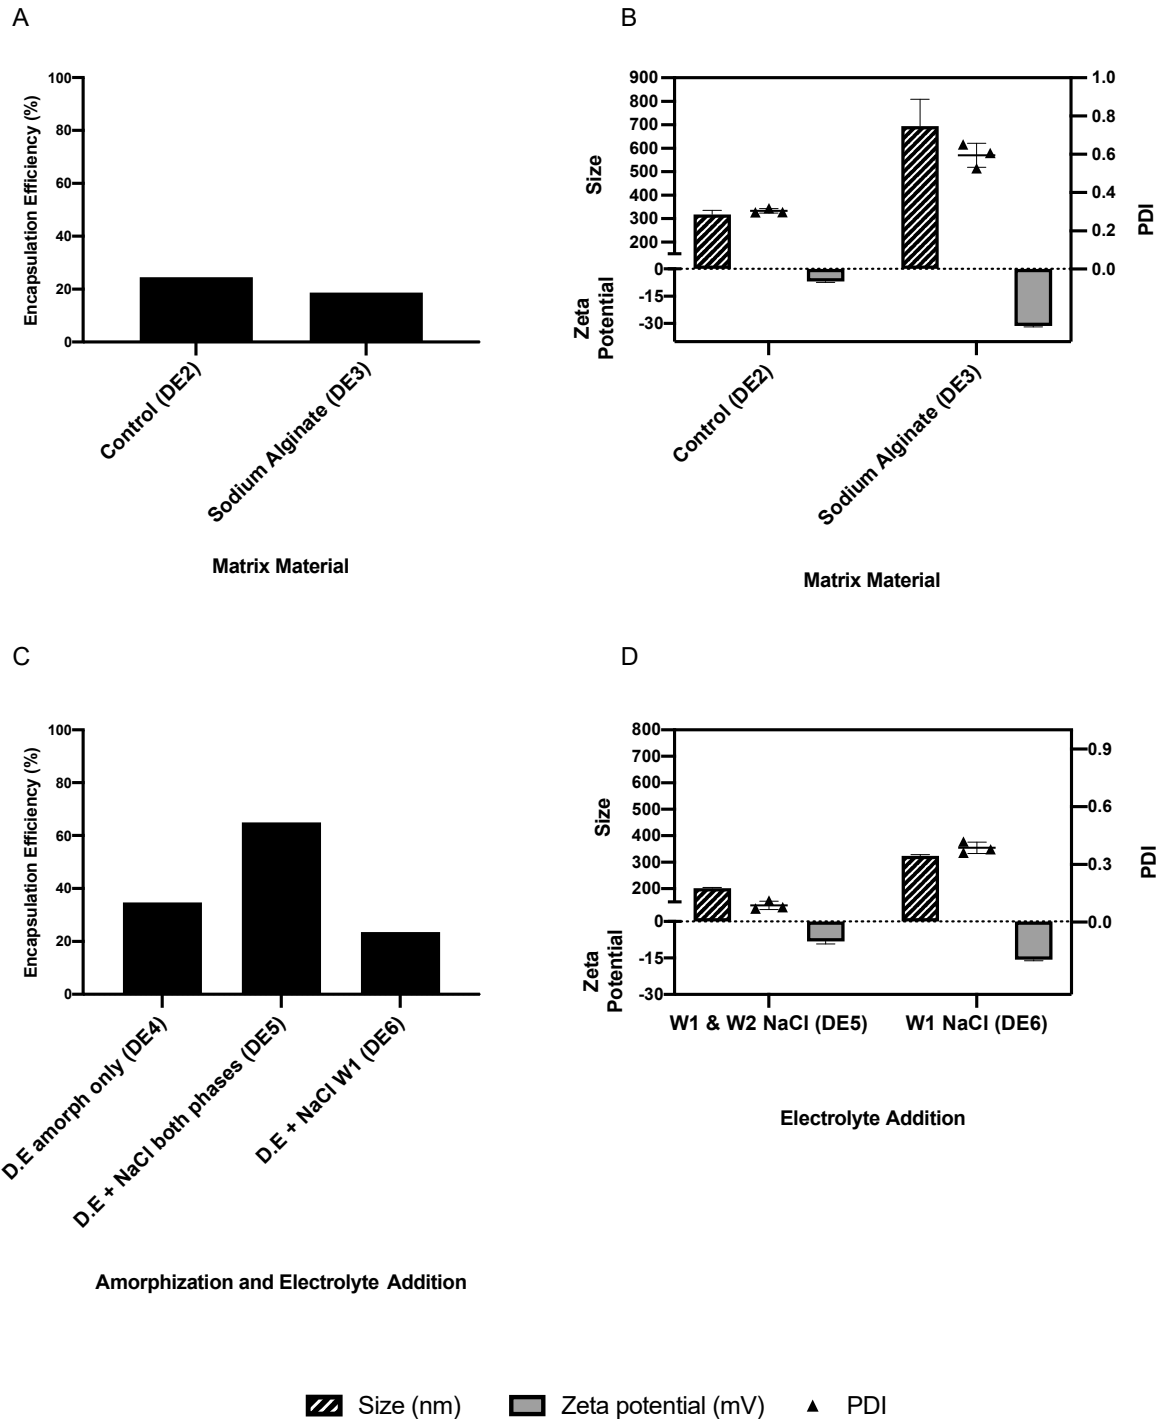 A
Encapsulation Efficiency (%)
100
80
60
40
20
0
Control (DE2)
Sodium Alginate (DE3)
Matrix Material
B
Size
Zeta
Potential
900
800
700
600
500
400
300
200
0
-15
-30
1.0
0.8
0.6
0.4
0.2
0.0
PDI
Control (DE2)
Sodium Alginate (DE3)
Matrix Material
C
Encapsulation Efficiency (%)
100
80
60
40
20
0
D.E amorph only (DE4)
D.E + NaCl both phases (DE5)
D.E + NaCl W1 (DE6)
Amorphization and Electrolyte Addition
D
Size
Zeta
Potential
800
700
600
500
400
300
200
0
-15
-30
0.9
0.6
0.3
0.0
PDI
W1 & W2 NaCl (DE5)
W1 NaCl (DE6)
Electrolyte Addition
Size (nm)
Zeta potential (mV)
PDI